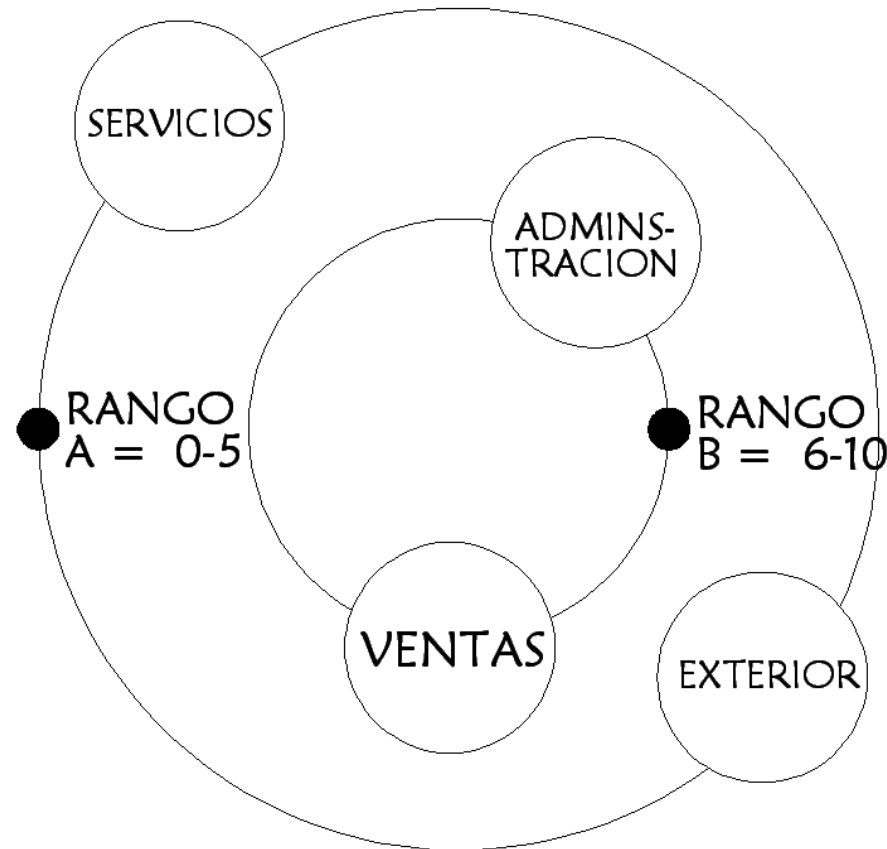 SERVICIOS
ADMINS-
TRACION
RANGO
A = 0-5
RANGO
B = 6-10
VENTAS
EXTERIOR